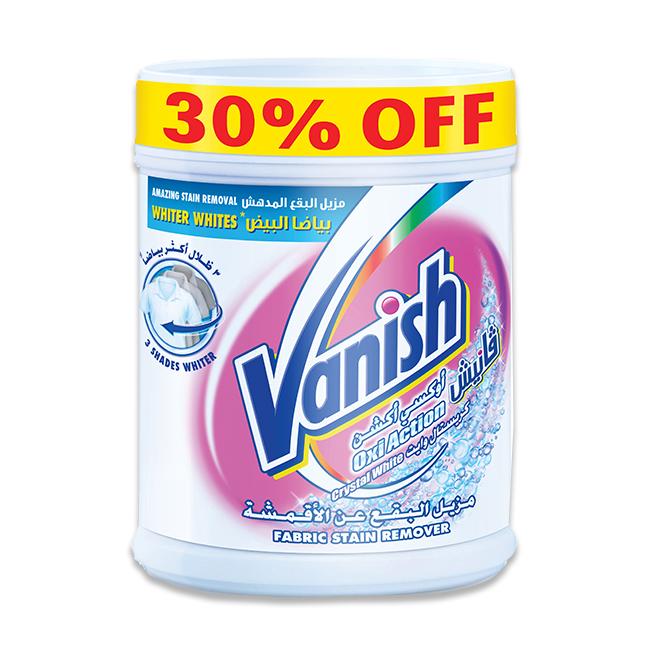 30% OFF
AMAZING STAIN REMOVAL مزيل البقع المدهش
WHITER WHITES* بياضا البيض*
٣ ظلال أكثر بياضاً
3 SHADES WHITER
Vanish
ڤانيش
أوكسي أكشن
Oxi Action
كريستال وايت
Crystal White
مزيل البقع عن الأقمشة
FABRIC STAIN REMOVER